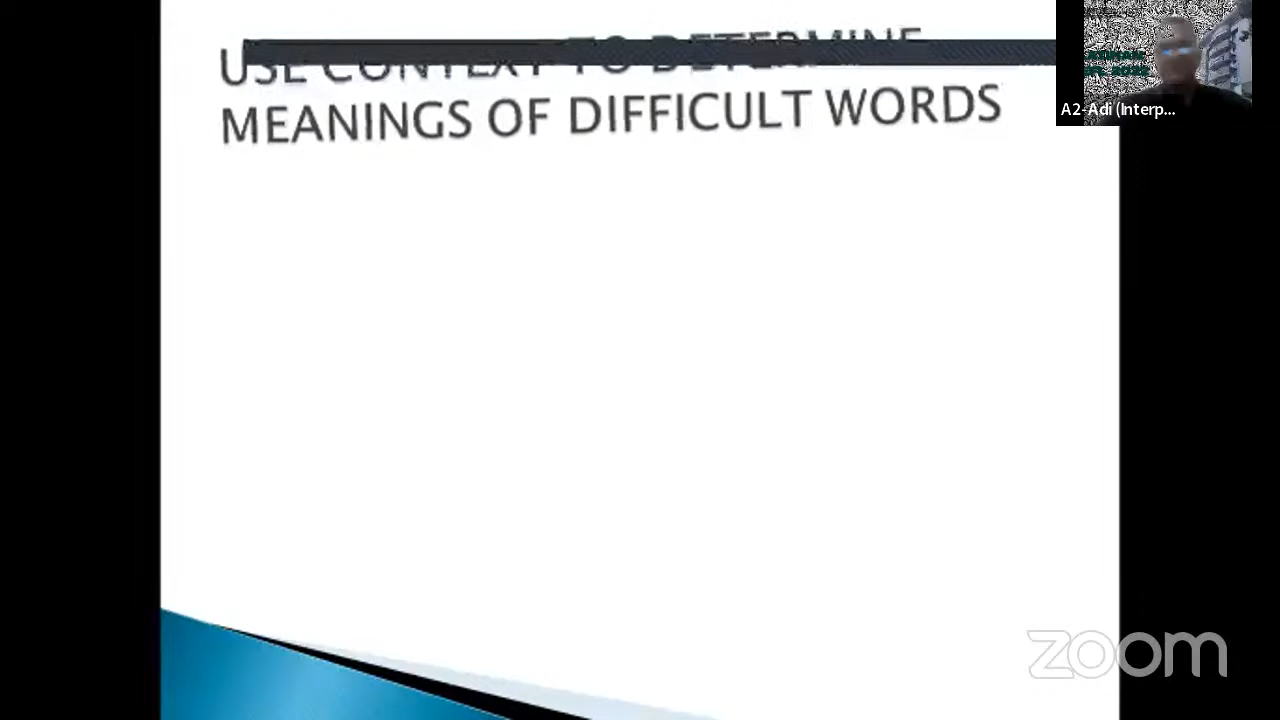 USE CONTEXT TO DETERMINE
MEANINGS OF DIFFICULT WORDS
A2-Adi (Interp...
zoom